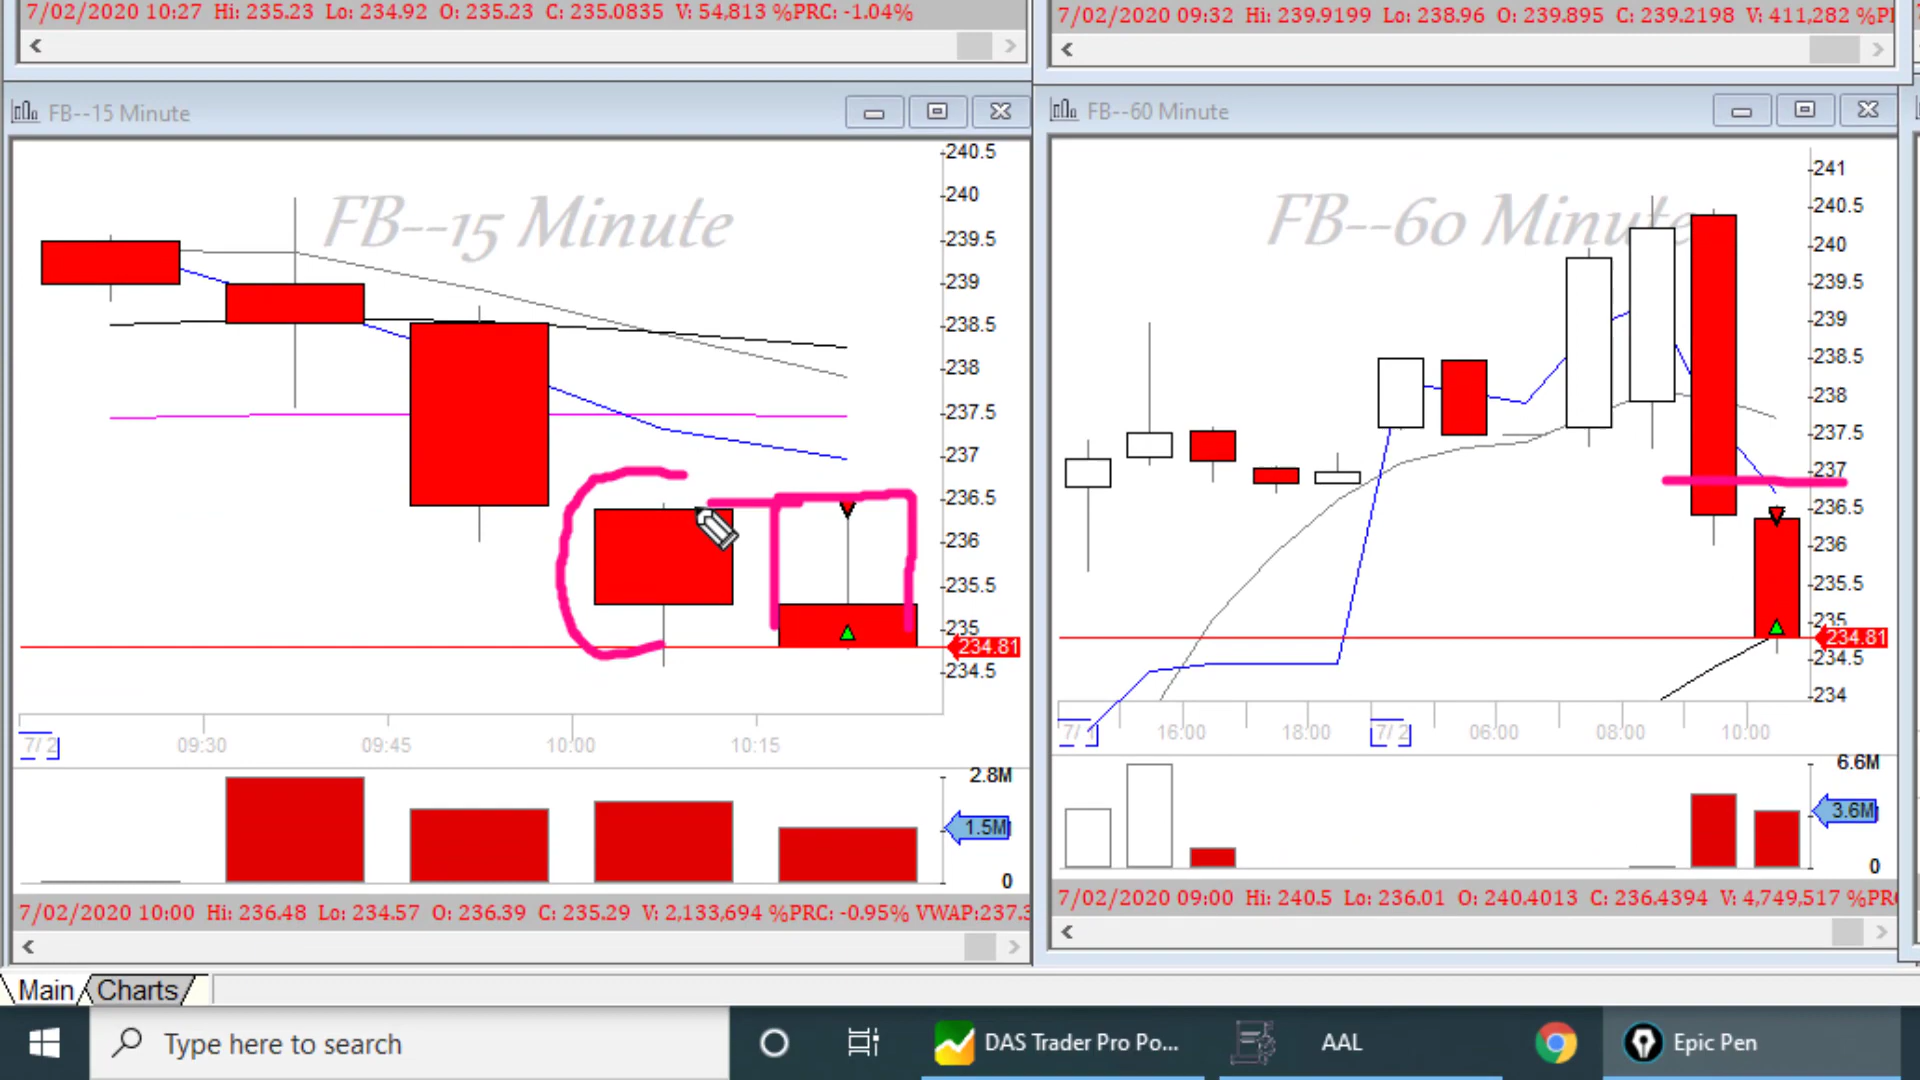 7/02/2020 10:27 Hi: 235.23 Lo: 234.92 O: 235.23 C: 235.0835 V: 54,813 %PRC: -1.04%
7/02/2020 09:32 Hi: 239.9199 Lo: 238.96 O: 239.895 C: 239.2198 V: 411,282
FB--15 Minute
FB--15 Minute
240.5
240
239.5
239
238.5
238
237.5
237
236.5
236
235.5
235
234.81
234.5
7/2
09:30
09:45
10:00
10:15
2.8M
1.5M
0
7/02/2020 10:00 Hi: 236.48 Lo: 234.57 O: 236.39 C: 235.29 V: 2,133,694 %PRC: -0.95%
FB--60 Minute
FB--60 Minute
241
240.5
240
239.5
239
238.5
238
237.5
237
236.5
236
235.5
235
234.81
234.5
234
16:00
18:00
7/2
06:00
08:00
10:00
6.6M
3.6M
0
7/02/2020 09:00 Hi: 240.5 Lo: 236.01 O: 240.4013 C: 236.4394 V: 4,749,517
Main
Charts
Type here to search
DAS Trader Pro Po...
AAL
Epic Pen